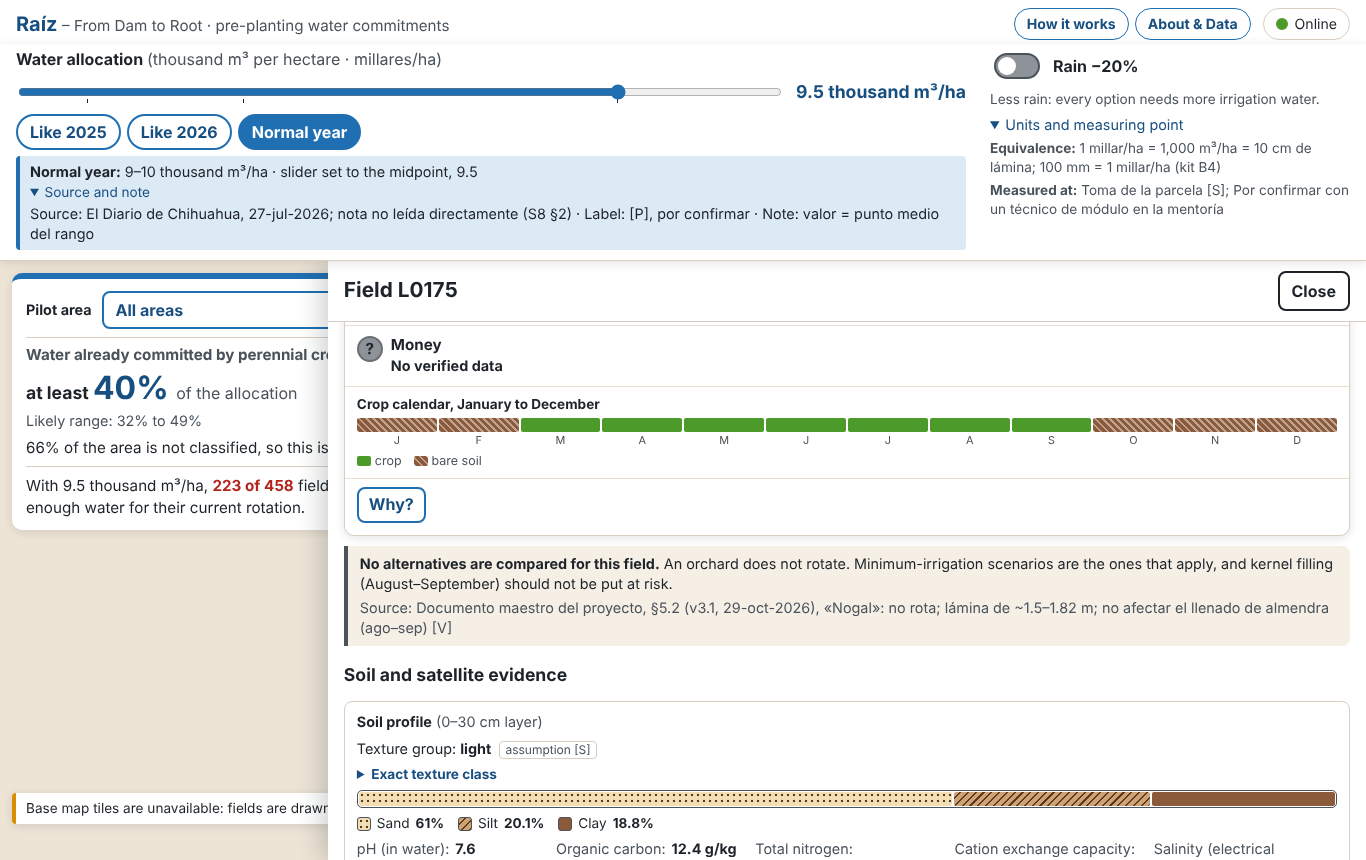 Raíz – From Dam to Root · pre-planting water commitments
How it works
About & Data
Online
Water allocation (thousand m³ per hectare · millares/ha)
9.5 thousand m³/ha
Like 2025
Like 2026
Normal year
Normal year: 9–10 thousand m³/ha · slider set to the midpoint, 9.5
▼ Source and note
Source: El Diario de Chihuahua, 27-jul-2026; nota no leída directamente (S8 §2) · Label: [P], por confirmar · Note: valor = punto medio
del rango
Rain −20%
Less rain: every option needs more irrigation water.
▼ Units and measuring point
Equivalence: 1 millar/ha = 1,000 m³/ha = 10 cm de
lámina; 100 mm = 1 millar/ha (kit B4)
Measured at: Toma de la parcela [S]; Por confirmar con
un técnico de módulo en la mentoría
Pilot area
All areas
Water already committed by perennial cr
at least 40% of the allocation
Likely range: 32% to 49%
66% of the area is not classified, so this is
With 9.5 thousand m³/ha, 223 of 458 field
enough water for their current rotation.
Base map tiles are unavailable: fields are drawn
Field L0175
Close
?
Money
No verified data
Crop calendar, January to December
J F M A M J J A S O N D
crop bare soil
Why?
No alternatives are compared for this field. An orchard does not rotate. Minimum-irrigation scenarios are the ones that apply, and kernel filling
(August–September) should not be put at risk.
Source: Documento maestro del proyecto, §5.2 (v3.1, 29-oct-2026), «Nogal»: no rota; lámina de ~1.5–1.82 m; no afectar el llenado de almendra
(ago–sep) [V]
Soil and satellite evidence
Soil profile (0–30 cm layer)
Texture group: light assumption [S]
▶ Exact texture class
Sand 61% Silt 20.1% Clay 18.8%
pH (in water): 7.6 Organic carbon: 12.4 g/kg Total nitrogen: Cation exchange capacity: Salinity (electrical